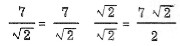 7/√2 = 7/√2 √2/√2 = 7√2/2